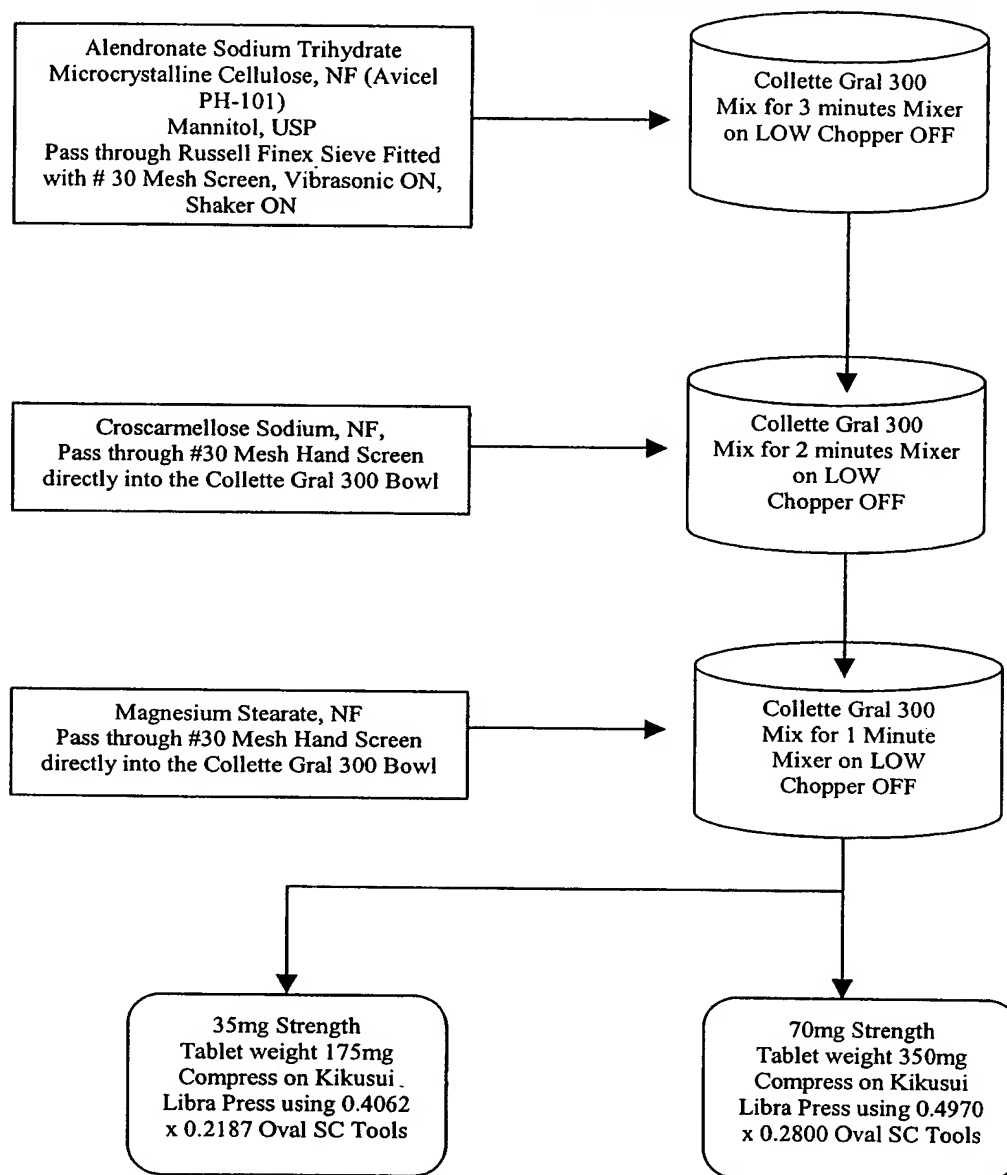 Alendronate Sodium Trihydrate
Microcrystalline Cellulose, NF (Avicel
PH-101)
Mannitol, USP
Pass through Russell Finex Sieve Fitted
with # 30 Mesh Screen, Vibrasonic ON,
Shaker ON
Collette Gral 300
Mix for 3 minutes Mixer
on LOW Chopper OFF
Croscarmellose Sodium, NF,
Pass through #30 Mesh Hand Screen
directly into the Collette Gral 300 Bowl
Collette Gral 300
Mix for 2 minutes Mixer
on LOW
Chopper OFF
Magnesium Stearate, NF
Pass through #30 Mesh Hand Screen
directly into the Collette Gral 300 Bowl
Collette Gral 300
Mix for 1 Minute
Mixer on LOW
Chopper OFF
35mg Strength
Tablet weight 175mg
Compress on Kikusui
Libra Press using 0.4062
x 0.2187 Oval SC Tools
70mg Strength
Tablet weight 350mg
Compress on Kikusui
Libra Press using 0.4970
x 0.2800 Oval SC Tools